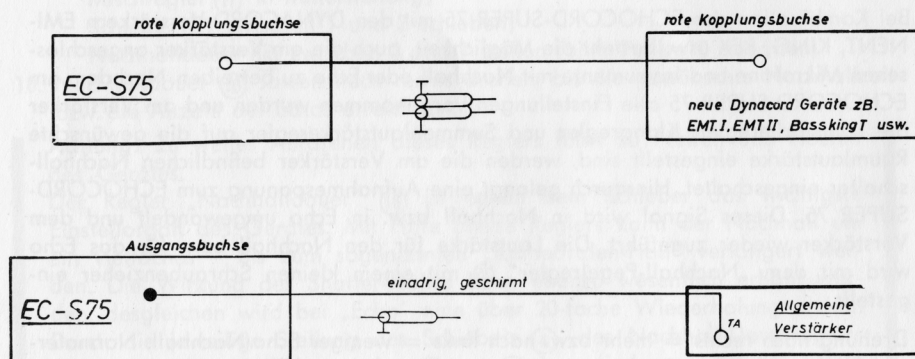 rote Kopplungsbuchse
rote Kopplungsbuchse
EC-S75
neue Dynacord Geräte zB.
EMT I, EMT II, Bassking T usw.
Ausgangsbuchse
EC-S75
einadrig, geschirmt
Allgemeine
TA
Verstärker